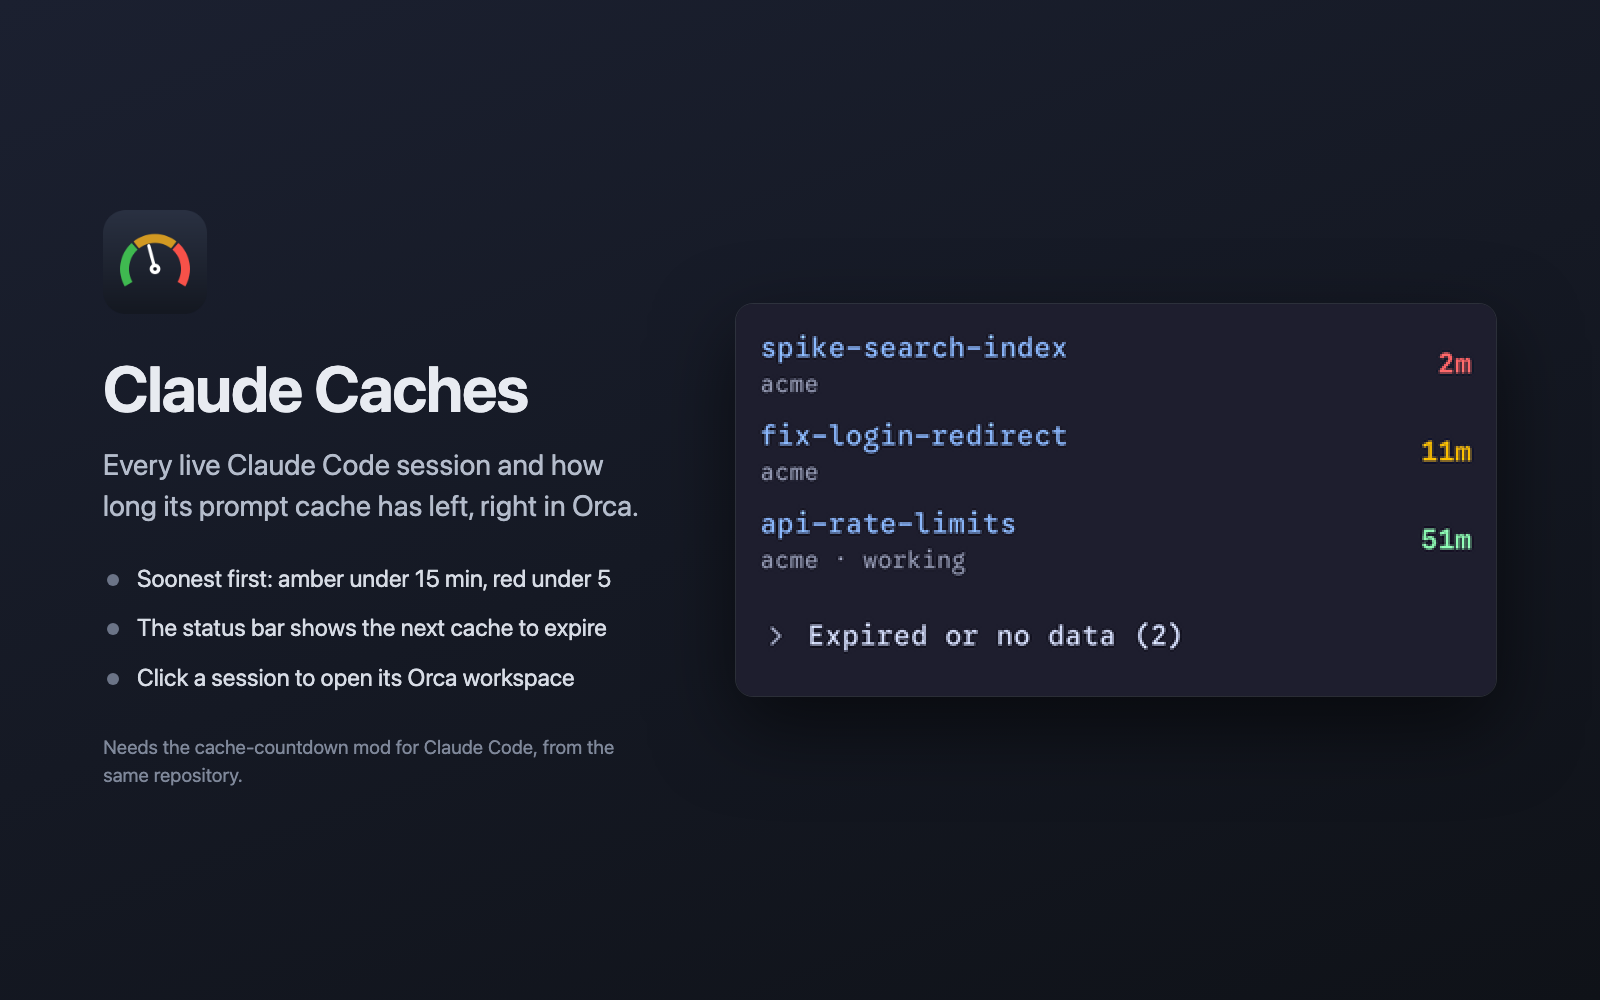 Claude Caches
Every live Claude Code session and how
long its prompt cache has left, right in Orca.
Soonest first: amber under 15 min, red under 5
The status bar shows the next cache to expire
Click a session to open its Orca workspace
Needs the cache-countdown mod for Claude Code, from the
same repository.
spike-search-index
acme
2m
fix-login-redirect
acme
11m
api-rate-limits
acme · working
51m
> Expired or no data (2)